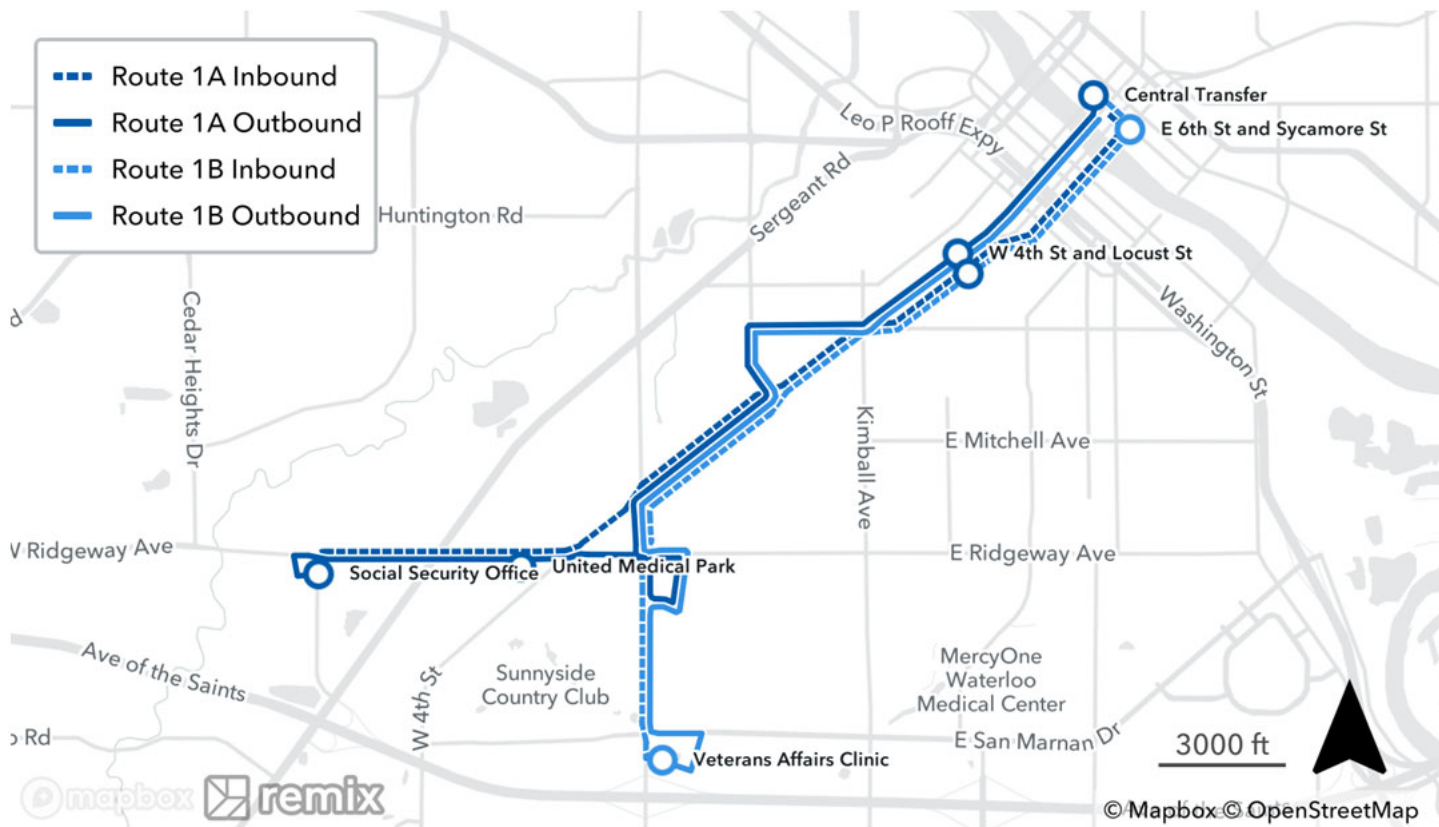 Route 1A Inbound
Route 1A Outbound
Route 1B Inbound
Route 1B Outbound
Central Transfer
E 6th St and Sycamore St
Leo P Rooff Expy
Sergeant Rd
Huntington Rd
W 4th St and Locust St
Washington St
Cedar Heights Dr
Kimball Ave
E Mitchell Ave
W Ridgeway Ave
E Ridgeway Ave
Social Security Office
United Medical Park
Ave of the Saints
W 4th St
Sunnyside
Country Club
MercyOne
Waterloo
Medical Center
E San Marnan Dr
Rd
Veterans Affairs Clinic
3000 ft
mapbox
remix
© Mapbox © OpenStreetMap